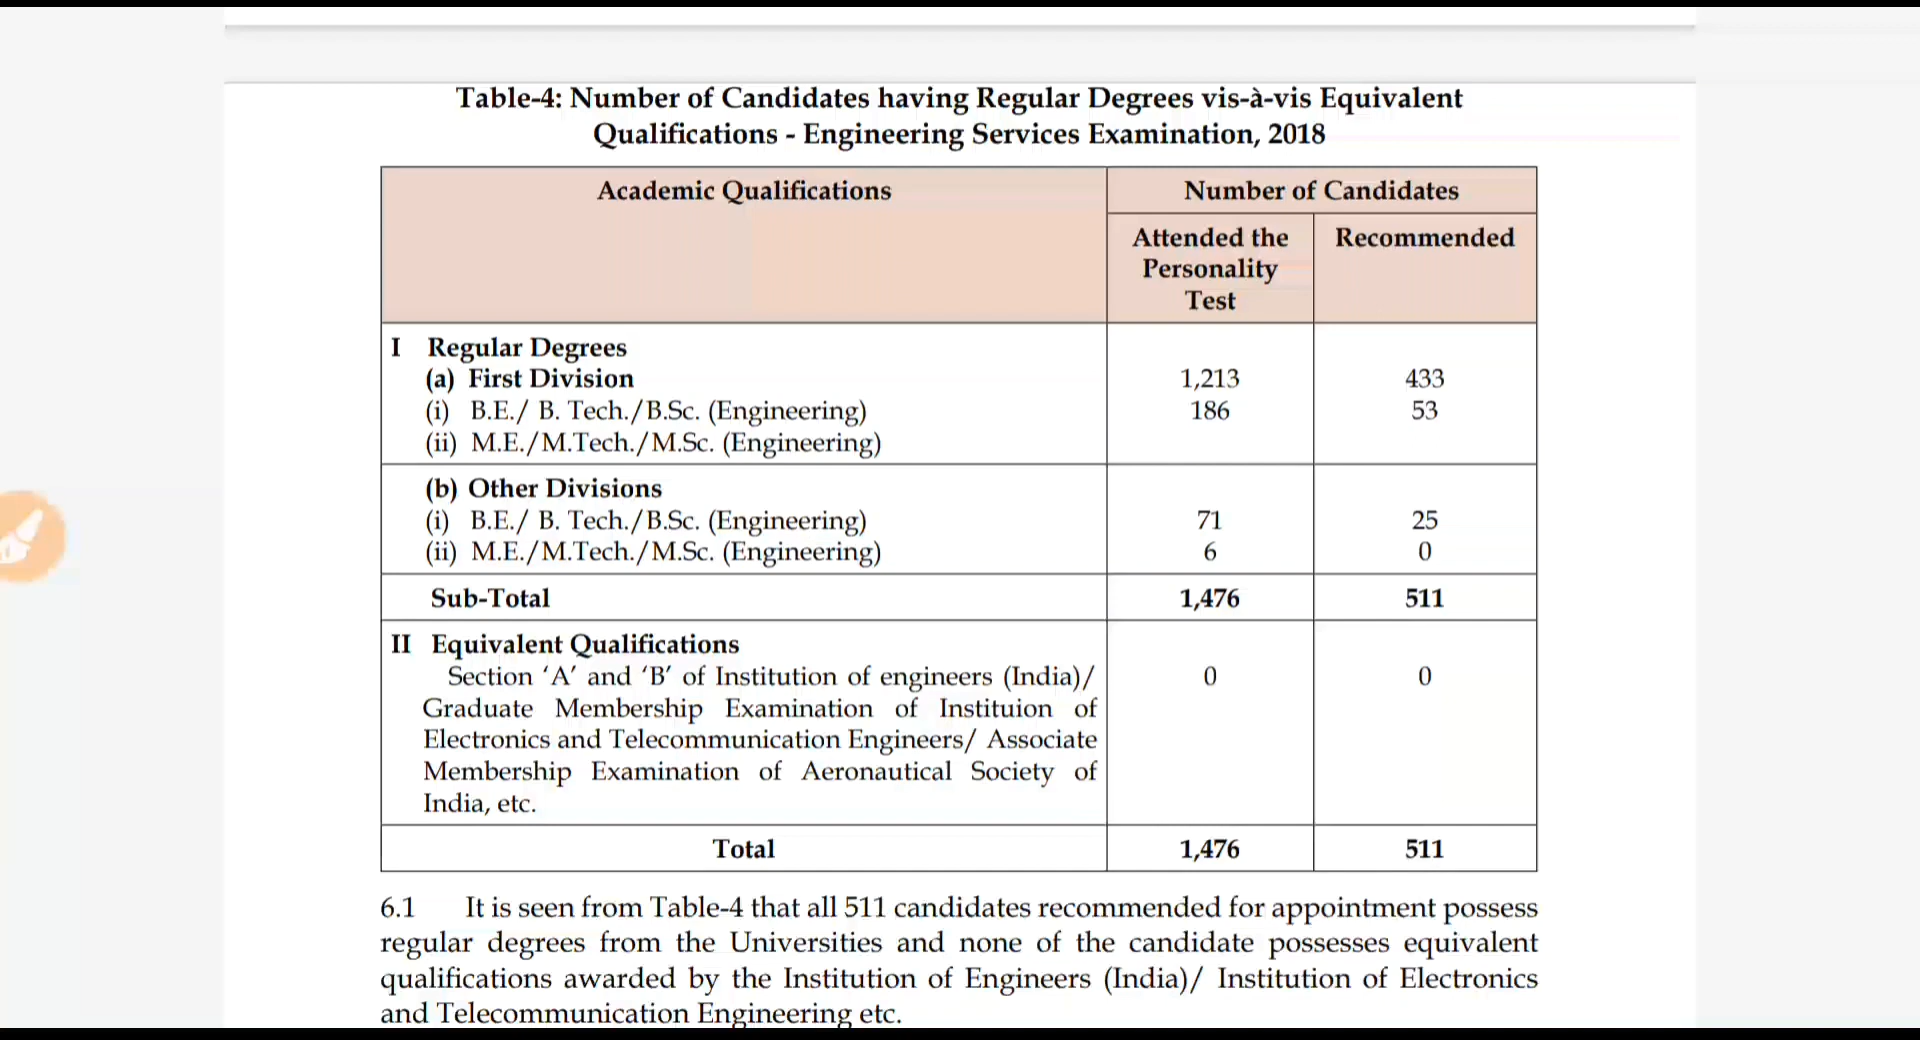 Table-4: Number of Candidates having Regular Degrees vis-à-vis Equivalent
Qualifications - Engineering Services Examination, 2018
Academic Qualifications
Number of Candidates
Attended the
Personality
Test
Recommended
I Regular Degrees
(a) First Division 1,213 433
(i) B.E./ B. Tech./B.Sc. (Engineering) 186 53
(ii) M.E./M.Tech./M.Sc. (Engineering)
(b) Other Divisions
(i) B.E./ B. Tech./B.Sc. (Engineering) 71 25
(ii) M.E./M.Tech./M.Sc. (Engineering) 6 0
Sub-Total 1,476 511
II Equivalent Qualifications
Section ‘A’ and ‘B’ of Institution of engineers (India)/ 0 0
Graduate Membership Examination of Instituion of
Electronics and Telecommunication Engineers/ Associate
Membership Examination of Aeronautical Society of
India, etc.
Total 1,476 511
6.1 It is seen from Table-4 that all 511 candidates recommended for appointment possess
regular degrees from the Universities and none of the candidate possesses equivalent
qualifications awarded by the Institution of Engineers (India)/ Institution of Electronics
and Telecommunication Engineering etc.